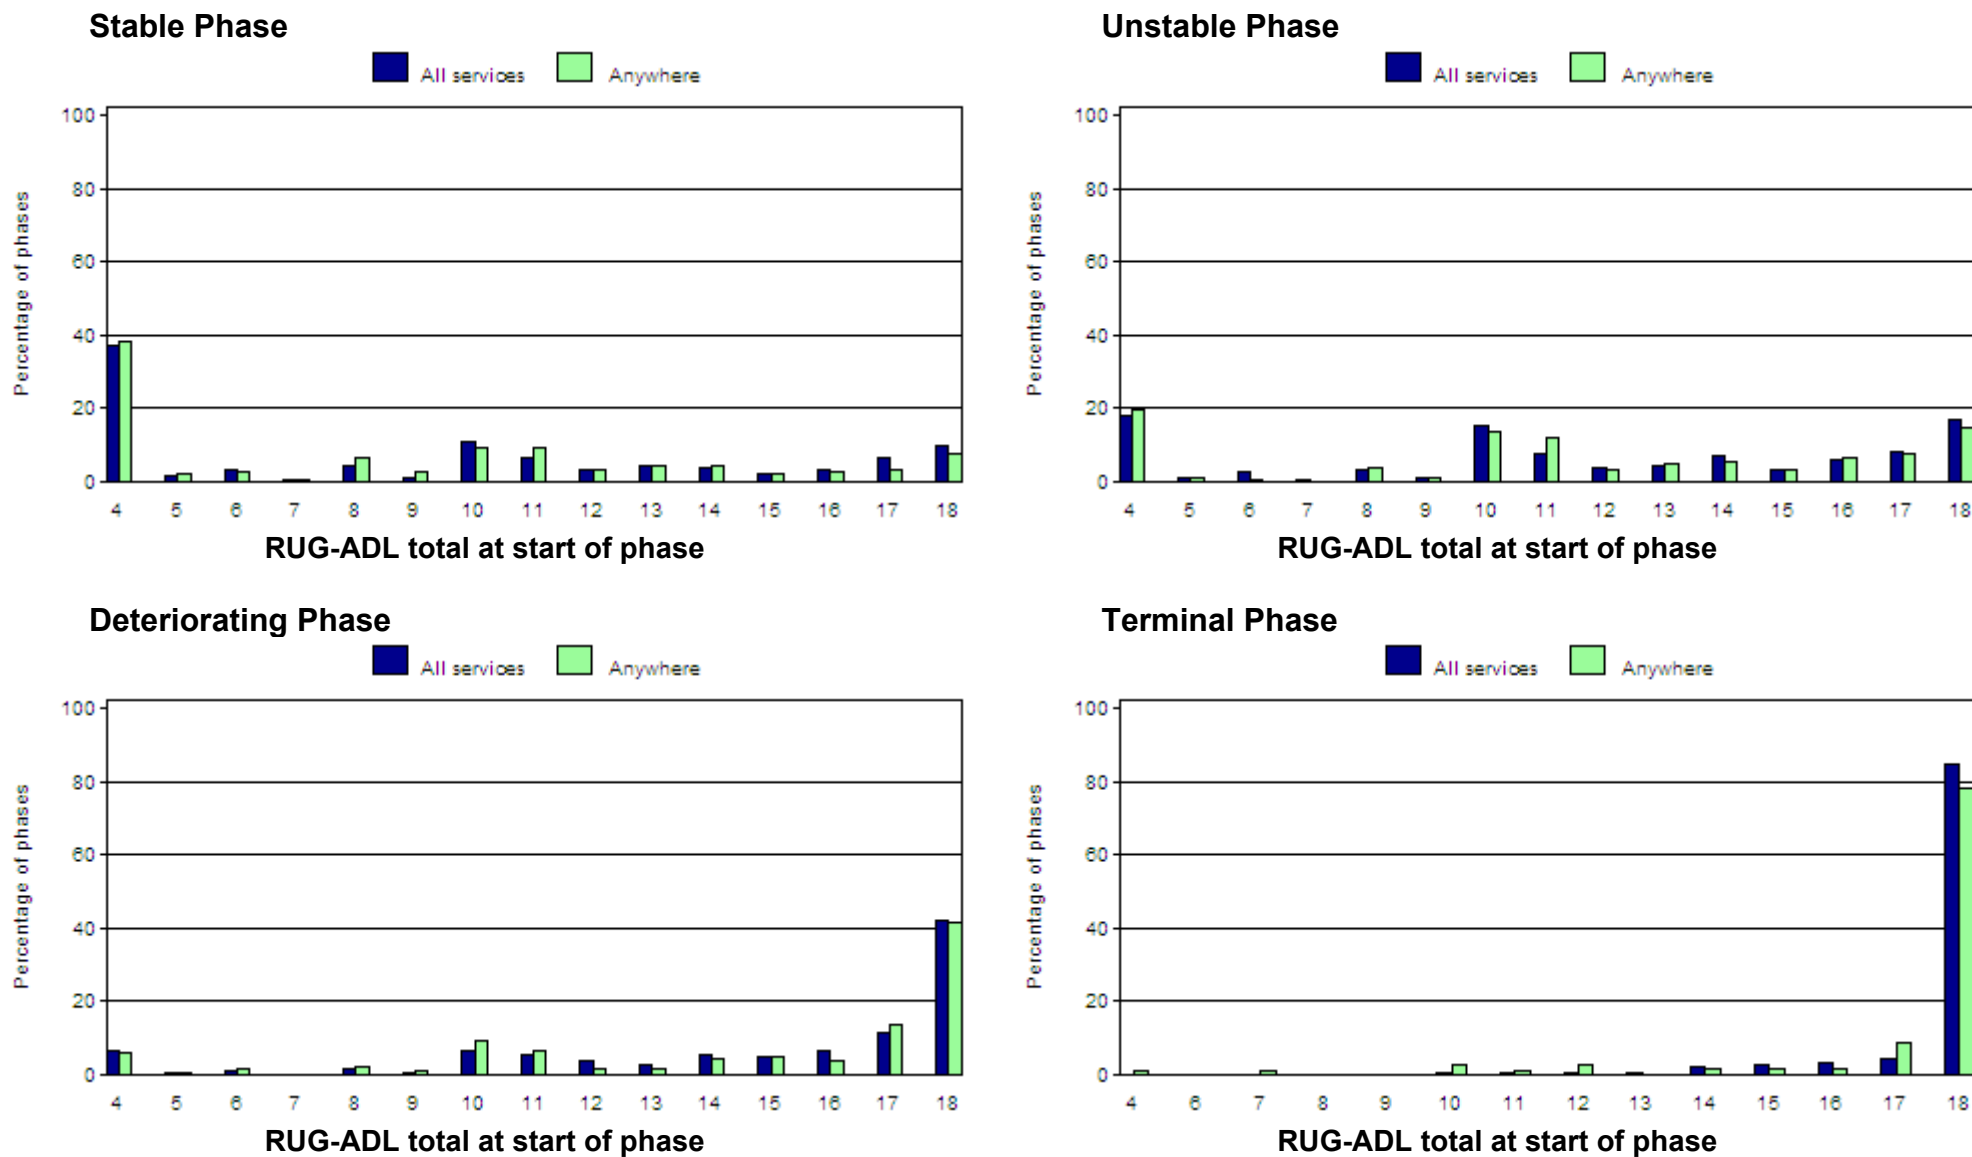 Stable Phase
All services Anywhere
Percentage of phases
100
80
60
40
20
0
4 5 6 7 8 9 10 11 12 13 14 15 16 17 18
RUG-ADL total at start of phase
Unstable Phase
All services Anywhere
Percentage of phases
100
80
60
40
20
0
4 5 6 7 8 9 10 11 12 13 14 15 16 17 18
RUG-ADL total at start of phase
Deteriorating Phase
All services Anywhere
Percentage of phases
100
80
60
40
20
0
4 5 6 7 8 9 10 11 12 13 14 15 16 17 18
RUG-ADL total at start of phase
Terminal Phase
All services Anywhere
Percentage of phases
100
80
60
40
20
0
4 6 7 8 9 10 11 12 13 14 15 16 17 18
RUG-ADL total at start of phase